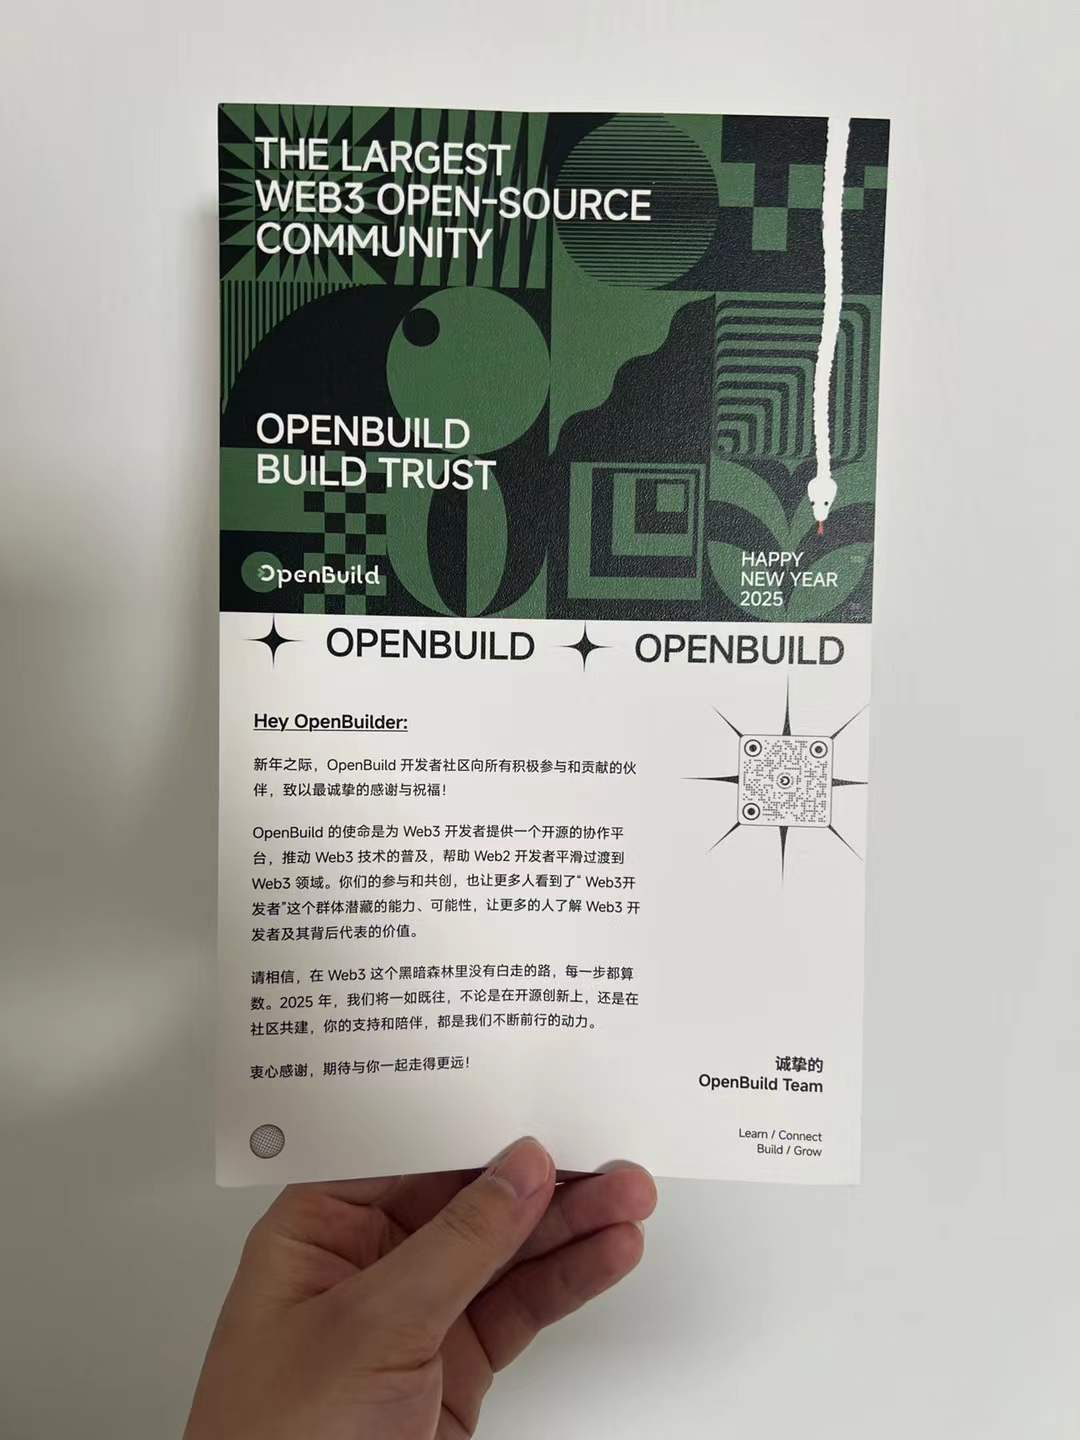 THE LARGEST
WEB3 OPEN-SOURCE
COMMUNITY
OPENBUILD
BUILD TRUST
OpenBuild
HAPPY
NEW YEAR
2025
OPENBUILD OPENBUILD
Hey OpenBuilder:
新年之际，OpenBuild 开发者社区向所有积极参与和贡献的伙
伴，致以最诚挚的感谢与祝福！
OpenBuild 的使命是为 Web3 开发者提供一个开源的协作平
台，推动 Web3 技术的普及，帮助 Web2 开发者平滑过渡到
Web3 领域。你们的参与和共创，也让更多人看到了“ Web3开
发者”这个群体潜藏的能力、可能性，让更多的人了解 Web3 开
发者及其背后代表的价值。
请相信，在 Web3 这个黑暗森林里没有白走的路，每一步都算
数。2025 年，我们将一如既往，不论是在开源创新上，还是在
社区共建，你的支持和陪伴，都是我们不断前行的动力。
衷心感谢，期待与你一起走得更远！
诚挚的
OpenBuild Team
Learn / Connect
Build / Grow